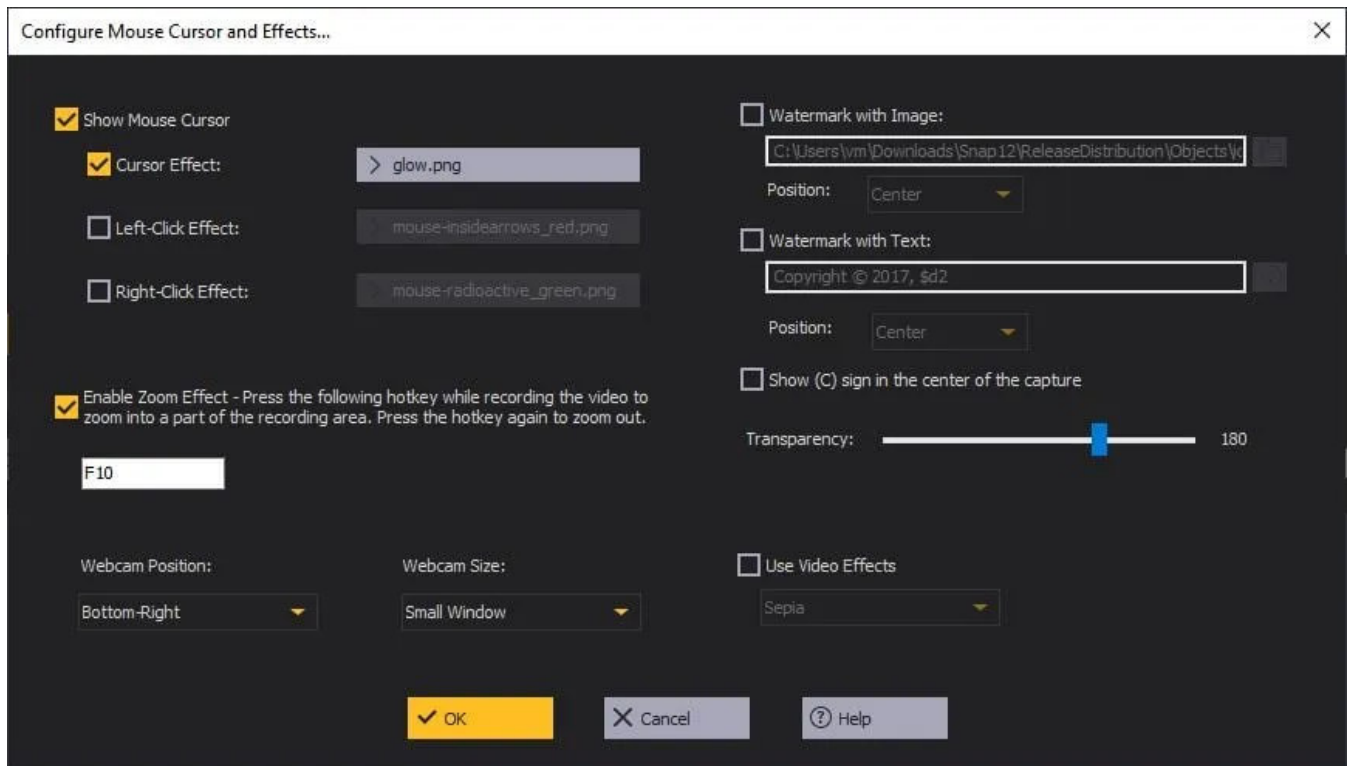 Configure Mouse Cursor and Effects...
Show Mouse Cursor
Cursor Effect:
glow.png
Left-Click Effect:
mouse-insidearrows_red.png
Right-Click Effect:
mouse-radioactive_green.png
Enable Zoom Effect - Press the following hotkey while recording the video to
zoom into a part of the recording area. Press the hotkey again to zoom out.
F10
Webcam Position:
Bottom-Right
Webcam Size:
Small Window
Watermark with Image:
C:\Users\vm\Downloads\Snap12\ReleaseDistribution\Objects\
Position:
Center
Watermark with Text:
Copyright © 2017, $d2
Position:
Center
Show (C) sign in the center of the capture
Transparency:
180
Use Video Effects
Sepia
OK
Cancel
Help